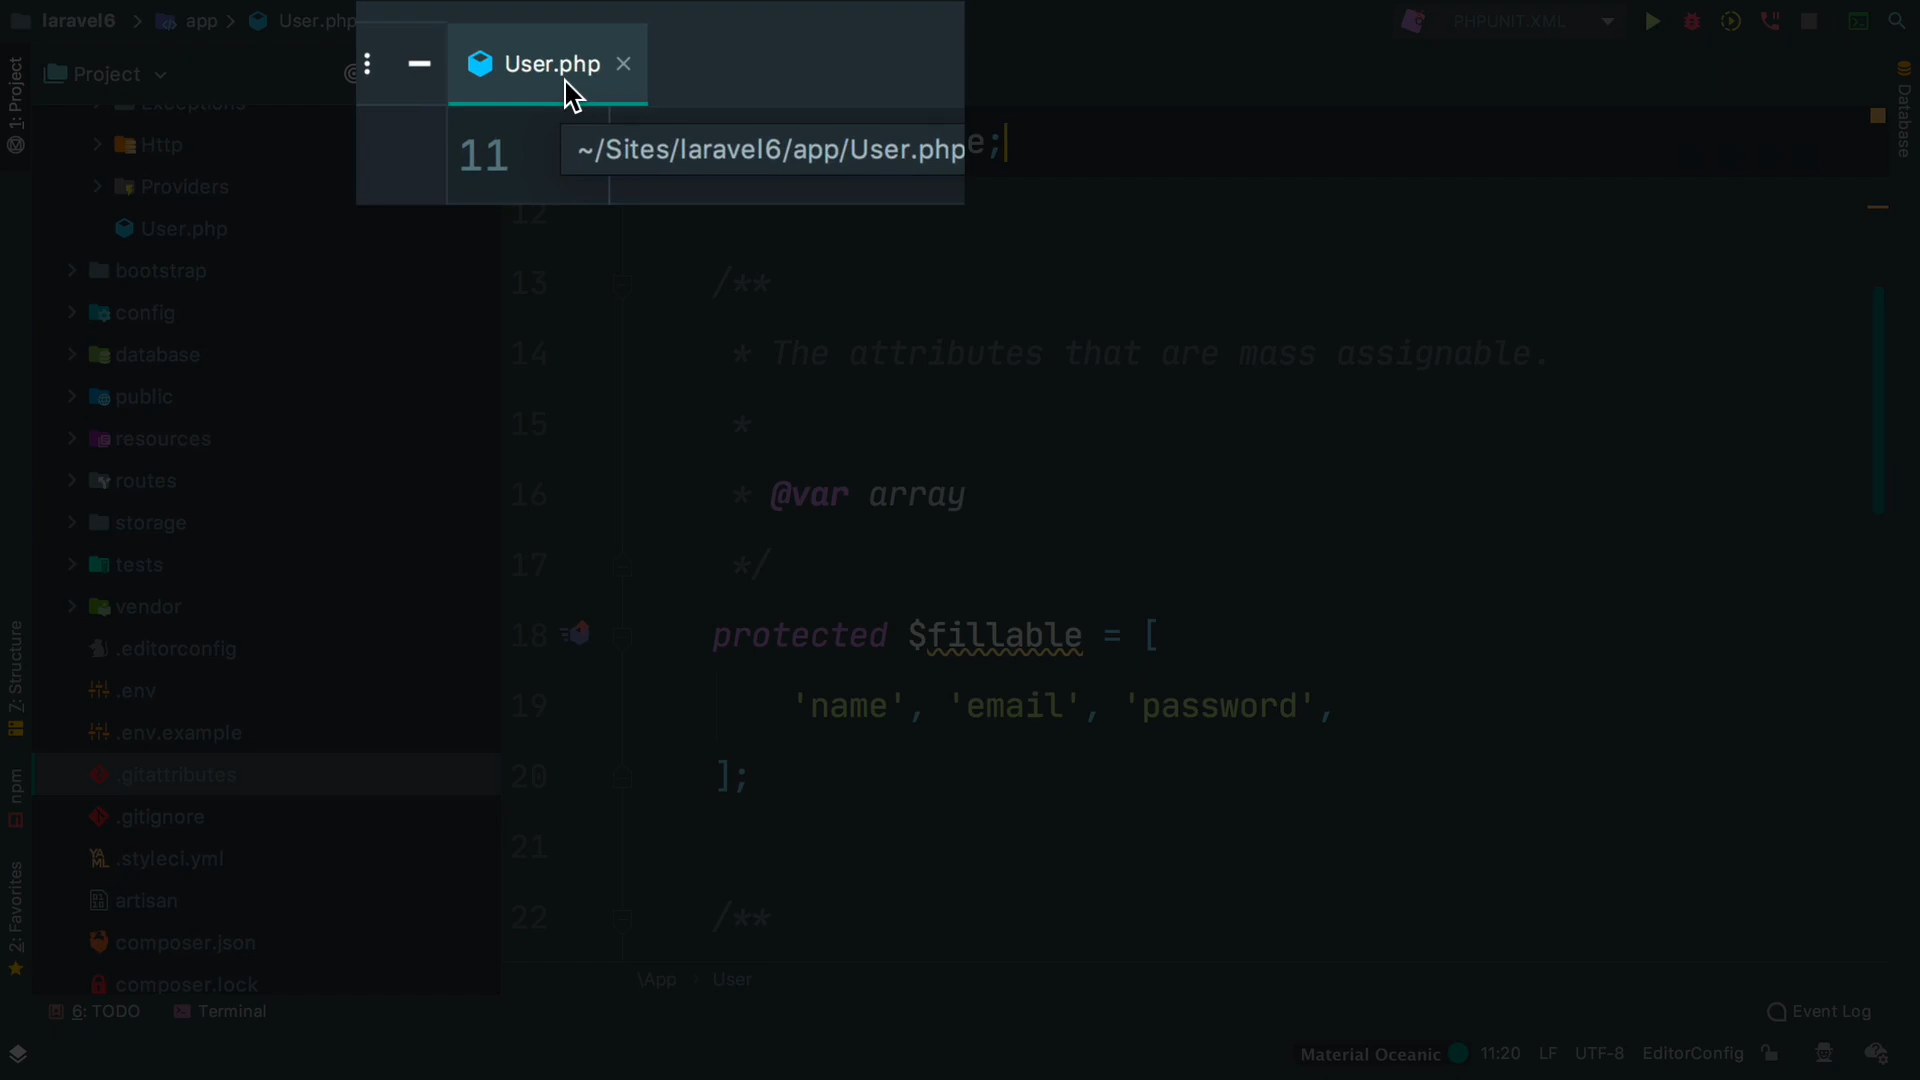 laravel6 app User.php
PHPUNIT.XML
User.php
~/Sites/laravel6/app/User.php
Project
1: Project
Exceptions
Http
Providers
User.php
bootstrap
config
database
public
resources
routes
storage
tests
vendor
.editorconfig
.env
.env.example
.gitattributes
.gitignore
.styleci.yml
artisan
composer.json
composer.lock
Z: Structure
npm
2: Favorites
Database
11 e;
12
13 /**
14 * The attributes that are mass assignable.
15 *
16 * @var array
17 */
18 protected $fillable = [
19 'name', 'email', 'password',
20 ];
21
22 /**
\App User
6: TODO Terminal
Event Log
Material Oceanic 11:20 LF UTF-8 EditorConfig